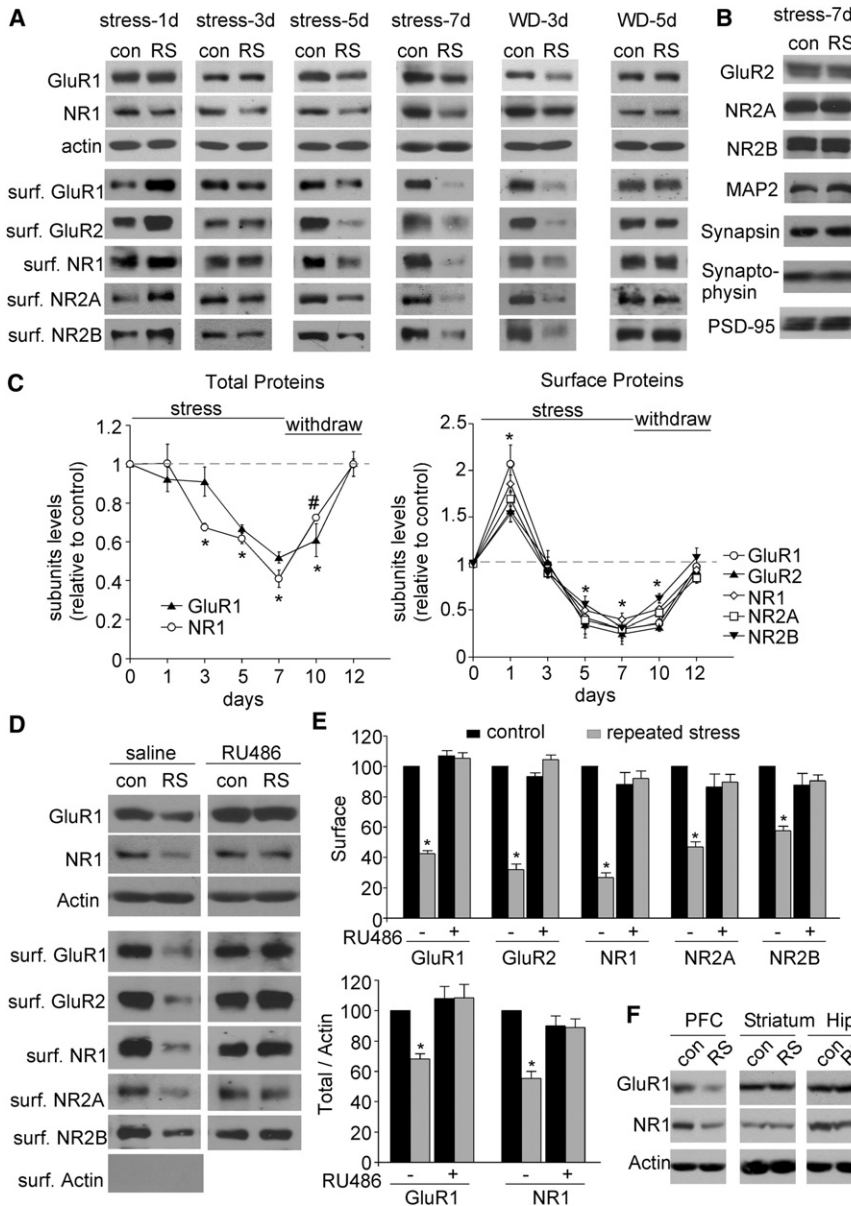 A
stress-1d stress-3d stress-5d stress-7d WD-3d WD-5d
con RS con RS con RS con RS con RS con RS
GluR1
NR1
actin
surf. GluR1
surf. GluR2
surf. NR1
surf. NR2A
surf. NR2B
B
stress-7d
con RS
GluR2
NR2A
NR2B
MAP2
Synapsin
Synapto-
physin
PSD-95
C
Total Proteins
stress
withdraw
subunits levels
(relative to control)
1.2
1
0.8
0.6
0.4
0.2
0
*
*
*
#
*
GluR1
NR1
0 1 3 5 7 10 12
days
Surface Proteins
stress
withdraw
subunits levels
(relative to control)
2.5
2
1.5
1
0.5
0
*
*
*
*
GluR1
GluR2
NR1
NR2A
NR2B
0 1 3 5 7 10 12
days
D
saline RU486
con RS con RS
GluR1
NR1
Actin
surf. GluR1
surf. GluR2
surf. NR1
surf. NR2A
surf. NR2B
surf. Actin
E
control repeated stress
Surface
120
100
80
60
40
20
0
* * * * *
RU486 - + - + - + - + - +
GluR1 GluR2 NR1 NR2A NR2B
Total / Actin
120
100
80
60
40
20
0
* *
RU486 - + - +
GluR1 NR1
F
PFC Striatum Hip
con RS con RS con R
GluR1
NR1
Actin